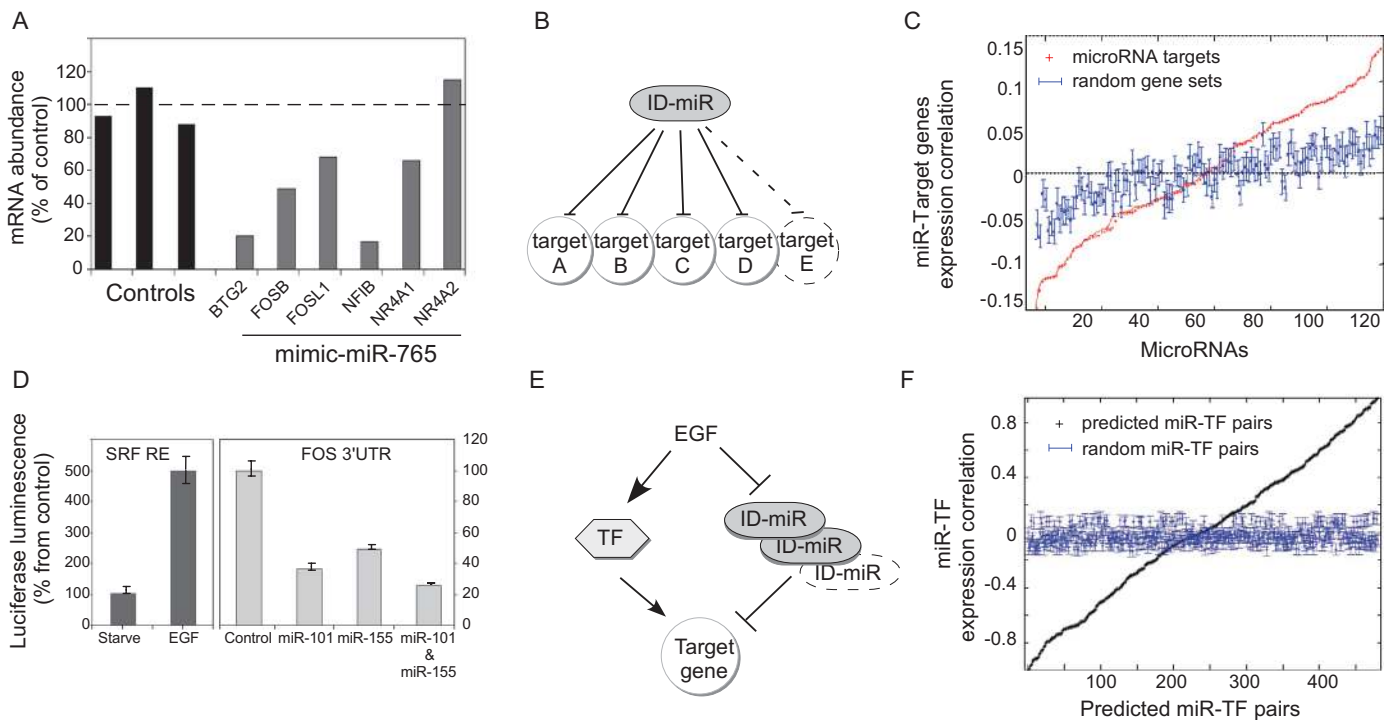 A
mRNA abundance
(% of control)
120
100
80
60
40
20
0
Controls
BTG2
FOSB
FOSL1
NFIB
NR4A1
NR4A2
mimic-miR-765
B
ID-miR
target
A
target
B
target
C
target
D
target
E
C
miR-Target genes
expression correlation
0.15
0.1
0.05
0
-0.05
-0.1
-0.15
microRNA targets
random gene sets
20
40
60
80
100
120
MicroRNAs
D
Luciferase luminescence
(% from control)
500
400
300
200
100
0
SRF RE
FOS 3'UTR
120
100
80
60
40
20
0
Starve
EGF
Control
miR-101
miR-155
miR-101
&
miR-155
E
EGF
TF
ID-miR
ID-miR
ID-miR
Target
gene
F
miR-TF
expression correlation
0.8
0.4
0
-0.4
-0.8
predicted miR-TF pairs
random miR-TF pairs
100
200
300
400
Predicted miR-TF pairs